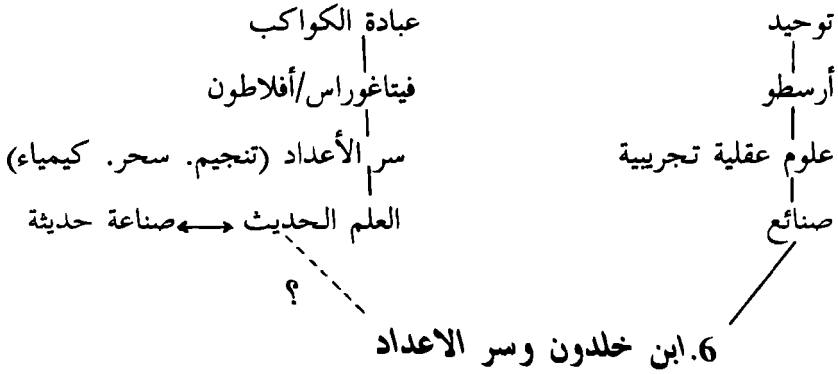 توحيد عبادة الكواكب
أرسطو فيتاغوراس/أفلاطون
علوم عقلية تجريبية سر الأعداد (تنجيم. سحر. كيمياء)
صنائع العلم الحديث ⟷ صناعة حديثة
؟
6. ابن خلدون وسر الاعداد